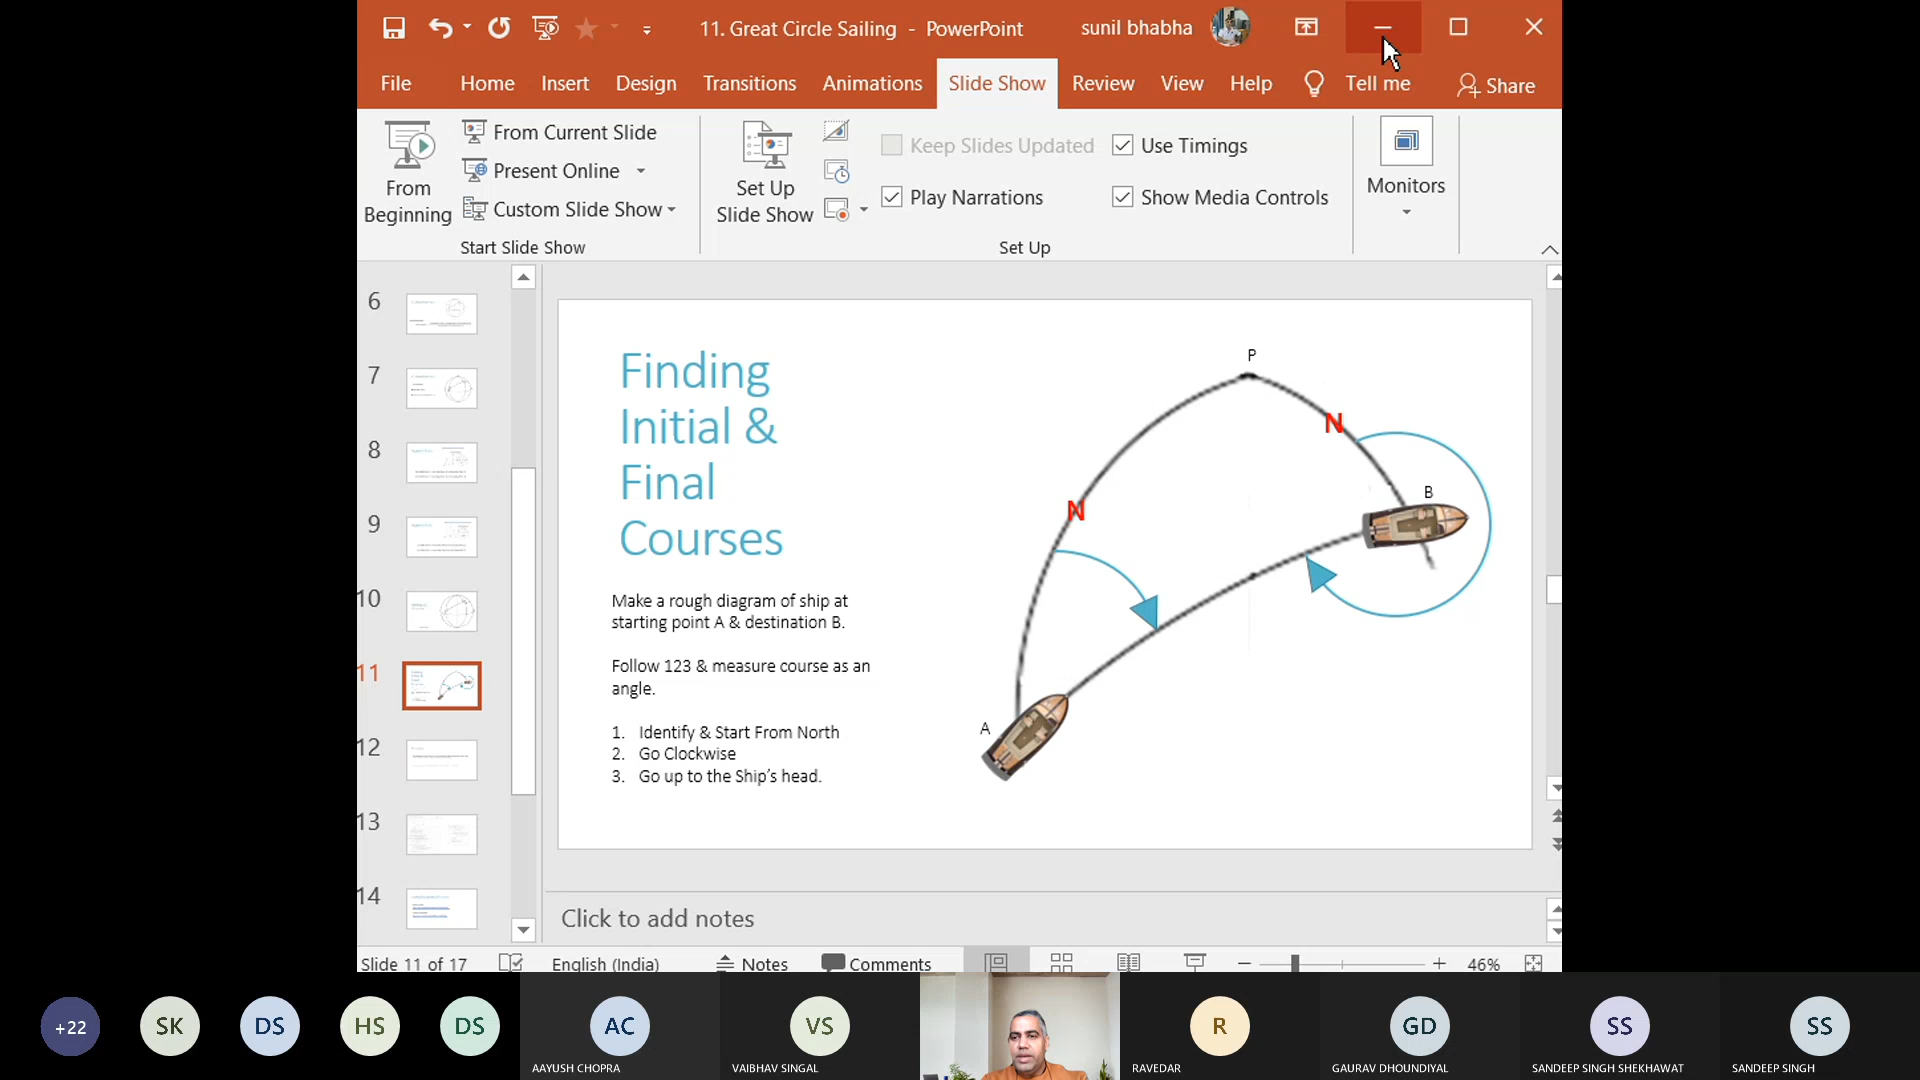 11. Great Circle Sailing - PowerPoint
sunil bhabha
File Home Insert Design Transitions Animations Slide Show Review View Help Tell me Share
From Beginning
From Current Slide
Present Online
Custom Slide Show
Start Slide Show
Set Up Slide Show
Keep Slides Updated
Play Narrations
Use Timings
Show Media Controls
Set Up
Monitors
6
7
8
9
10
11
12
13
14
Finding
Initial &
Final
Courses
Make a rough diagram of ship at
starting point A & destination B.
Follow 123 & measure course as an
angle.
1. Identify & Start From North
2. Go Clockwise
3. Go up to the Ship's head.
P
N
N
B
A
Click to add notes
Slide 11 of 17 English (India) Notes Comments 46%
+22 SK DS HS DS AC VS R GD SS SS
AAYUSH CHOPRA VAIBHAV SINGAL RAVEDAR GAURAV DHOUNDIYAL SANDEEP SINGH SHEKHAWAT SANDEEP SINGH